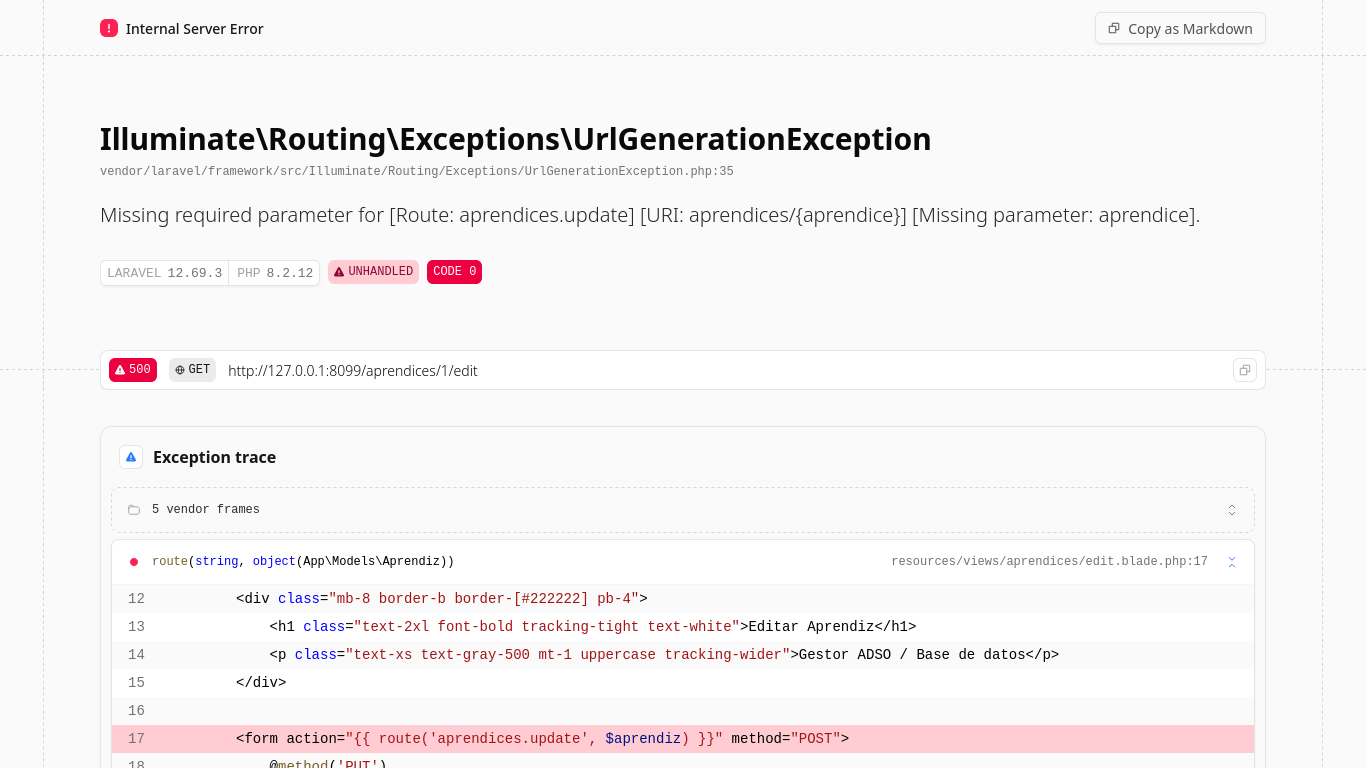 Internal Server Error
Copy as Markdown
Illuminate\Routing\Exceptions\UrlGenerationException
vendor/laravel/framework/src/Illuminate/Routing/Exceptions/UrlGenerationException.php:35
Missing required parameter for [Route: aprendices.update] [URI: aprendices/{aprendice}] [Missing parameter: aprendice].
LARAVEL 12.69.3 PHP 8.2.12 UNHANDLED CODE 0
500 GET http://127.0.0.1:8099/aprendices/1/edit
Exception trace
5 vendor frames
route(string, object(App\Models\Aprendiz)) resources/views/aprendices/edit.blade.php:17
12 <div class="mb-8 border-b border-[#222222] pb-4">
13 <h1 class="text-2xl font-bold tracking-tight text-white">Editar Aprendiz</h1>
14 <p class="text-xs text-gray-500 mt-1 uppercase tracking-wider">Gestor ADSO / Base de datos</p>
15 </div>
16
17 <form action="{{ route('aprendices.update', $aprendiz) }}" method="POST">
18 @method('PUT')